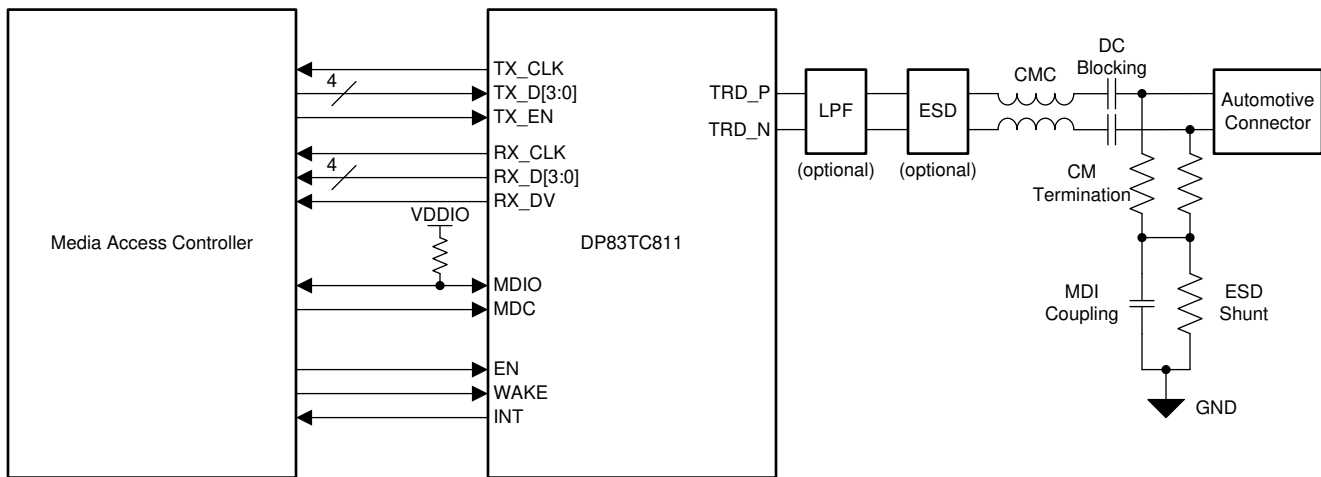 Media Access Controller
4
4
VDDIO
TX_CLK
TX_D[3:0]
TX_EN
RX_CLK
RX_D[3:0]
RX_DV
MDIO
MDC
EN
WAKE
INT
DP83TC811
TRD_P
TRD_N
LPF
(optional)
ESD
(optional)
CMC
DC
Blocking
Automotive
Connector
CM
Termination
MDI
Coupling
ESD
Shunt
GND